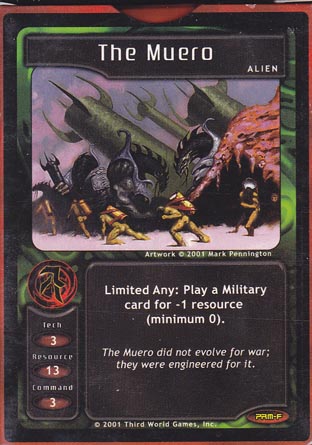 The Muero
ALIEN
Artwork © 2001 Mark Pennington
Limited Any: Play a Military
card for -1 resource
(minimum 0).
Tech
3
Resource
13
Command
3
The Muero did not evolve for war;
they were engineered for it.
© 2001 Third World Games, Inc.
PRM-F